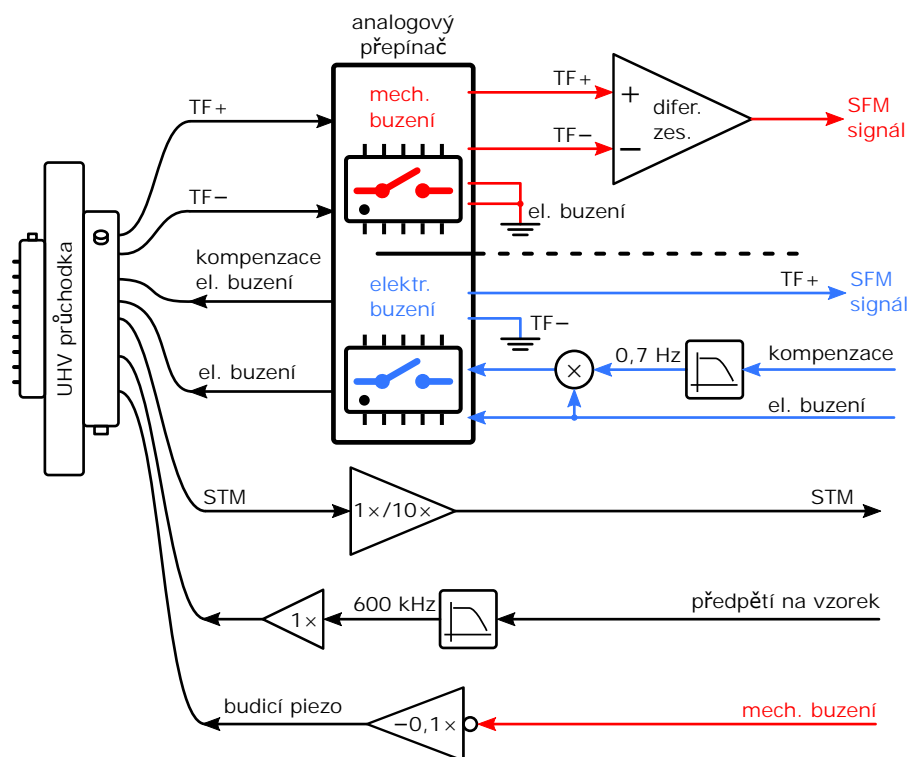 analogový
přepínač
TF+
TF−
kompenzace
el. buzení
el. buzení
UHV průchodka
mech.
buzení
TF+
TF−
+
−
difer.
zes.
SFM
signál
el. buzení
elektr.
buzení
TF+
SFM
signál
TF−
×
0,7 Hz
kompenzace
el. buzení
STM
1×/10×
STM
1×
600 kHz
předpětí na vzorek
budicí piezo
−0,1×
mech. buzení